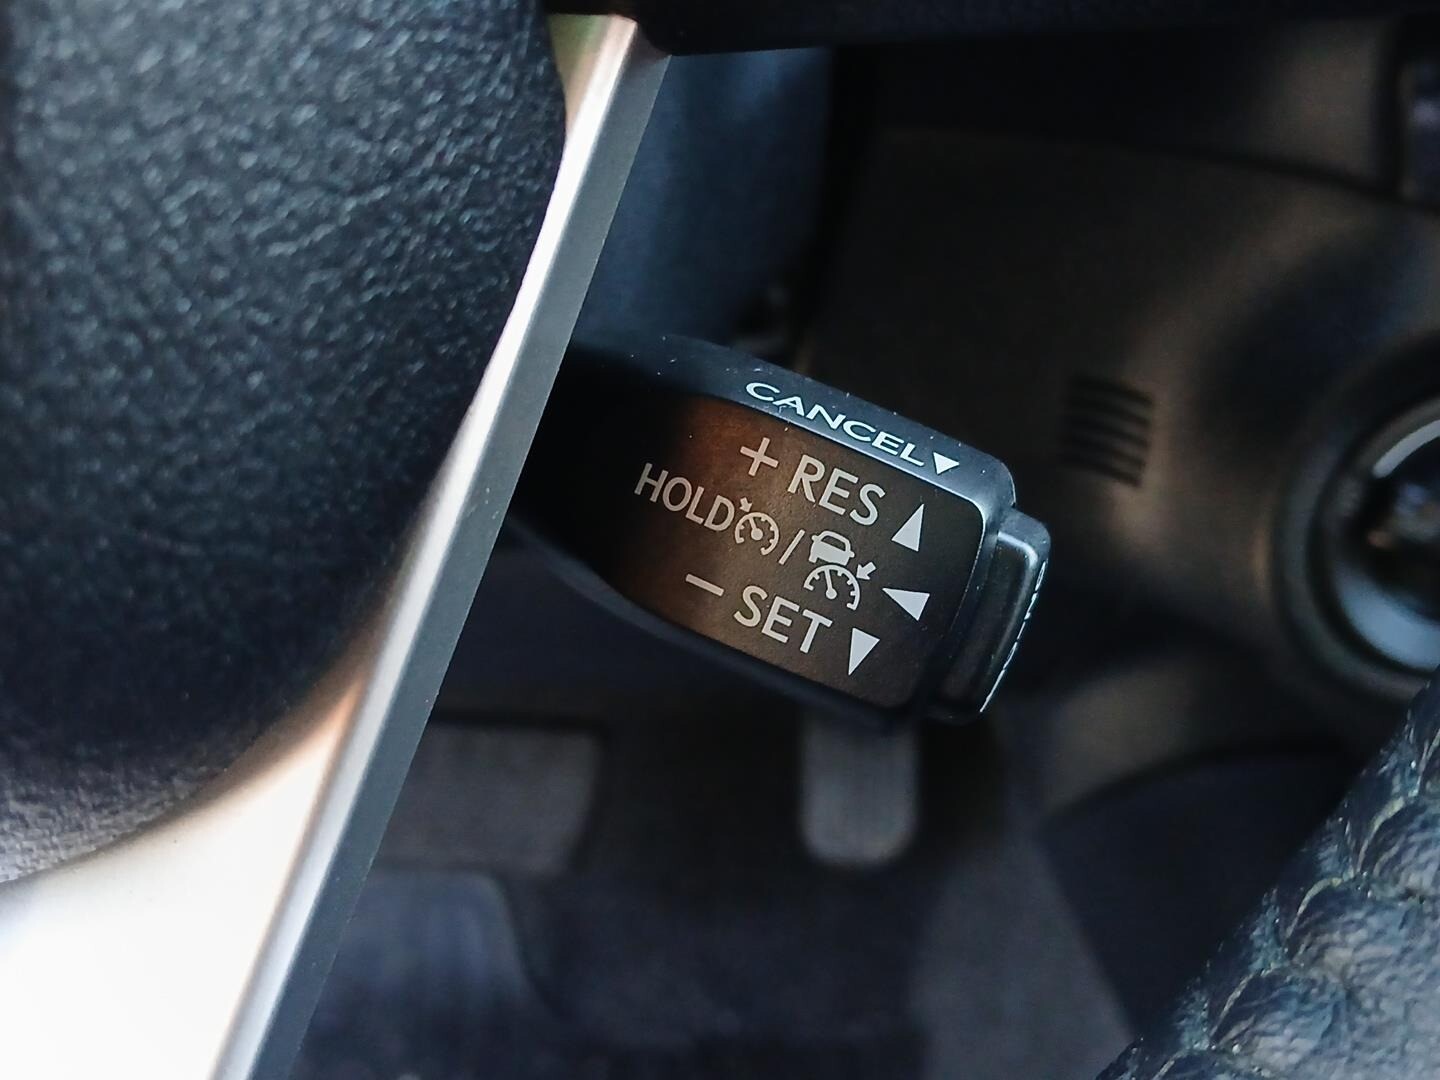 CANCEL
+ RES
HOLD /
− SET